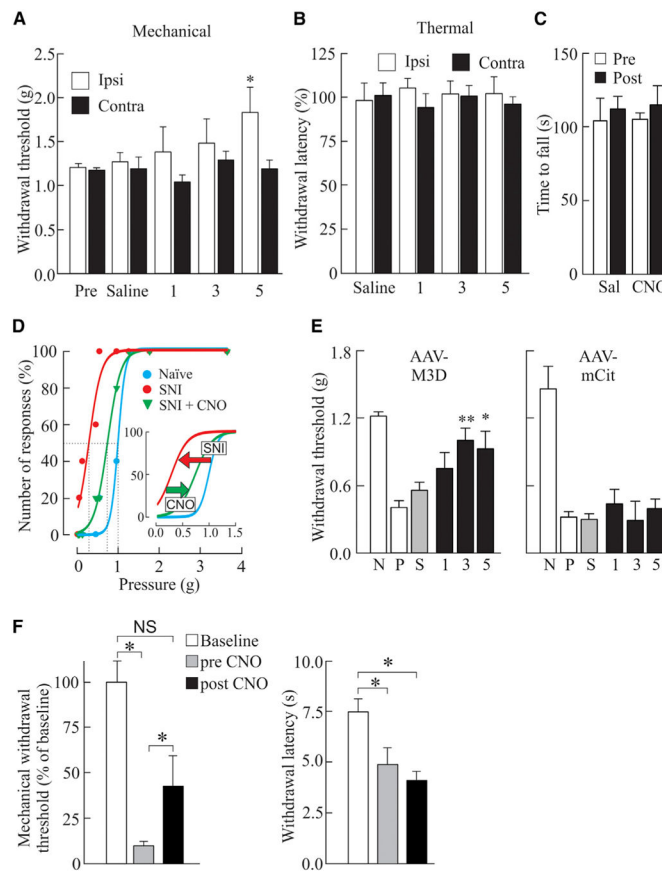 A
Mechanical
Withdrawal threshold (g)
2.5
2.0
1.5
1.0
0.5
0.0
Ipsi
Contra
*
Pre Saline 1 3 5
B
Thermal
Withdrawal latency (%)
125
100
75
50
25
0
Ipsi Contra
Saline 1 3 5
C
Time to fall (s)
150
100
50
0
Pre
Post
Sal CNO
D
Number of responses (%)
100
80
60
40
20
0
Naïve
SNI
SNI + CNO
100
50
0
SNI
CNO
0.0 0.5 1.0 1.5
0 1 2 3 4
Pressure (g)
E
Withdrawal threshold (g)
1.8
1.2
0.6
0.0
AAV-
M3D
** *
N P S 1 3 5
AAV-
mCit
N P S 1 3 5
F
Mechanical withdrawal
threshold (% of baseline)
100
75
50
25
0
NS
*
*
Baseline
pre CNO
post CNO
Withdrawal latency (s)
10.0
7.5
5.0
2.5
0
*
*